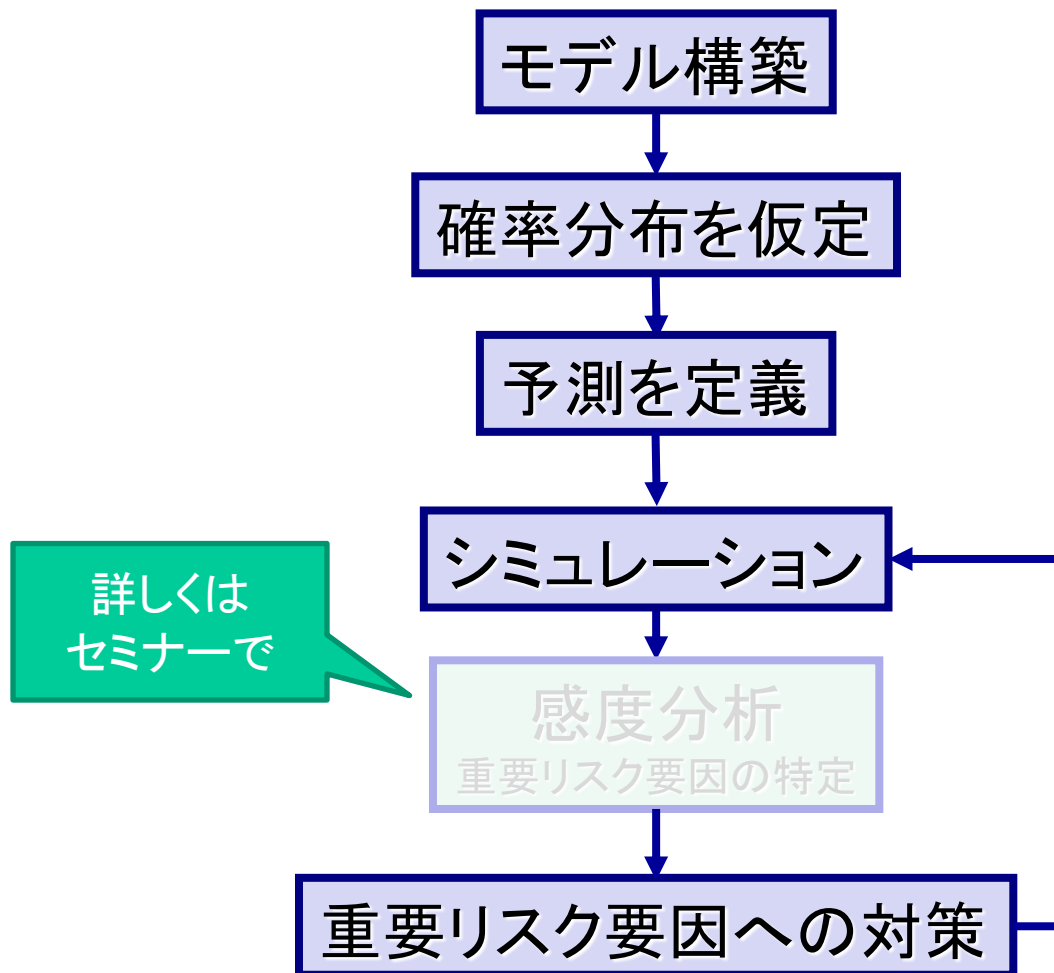 モデル構築
確率分布を仮定
予測を定義
シミュレーション
詳しくは
セミナーで
感度分析
重要リスク要因の特定
重要リスク要因への対策